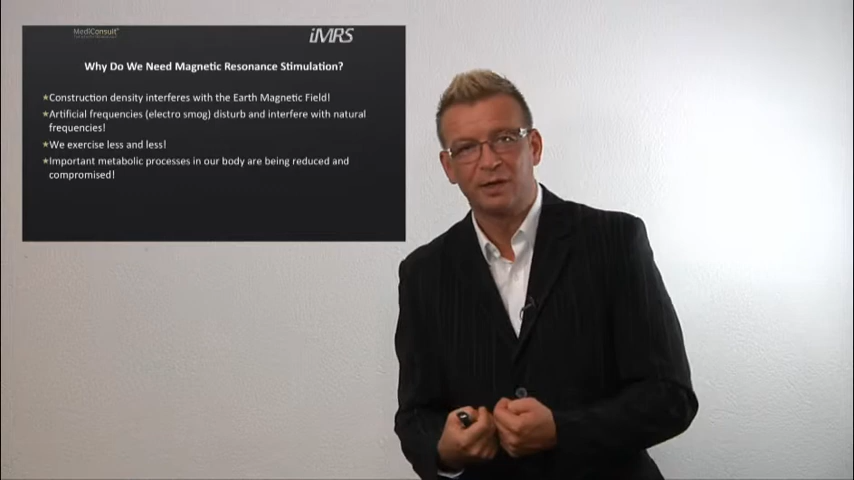 MediConsult
iMRS
Why Do We Need Magnetic Resonance Stimulation?
★Construction density interferes with the Earth Magnetic Field!
★Artificial frequencies (electro smog) disturb and interfere with natural
frequencies!
★We exercise less and less!
★Important metabolic processes in our body are being reduced and
compromised!